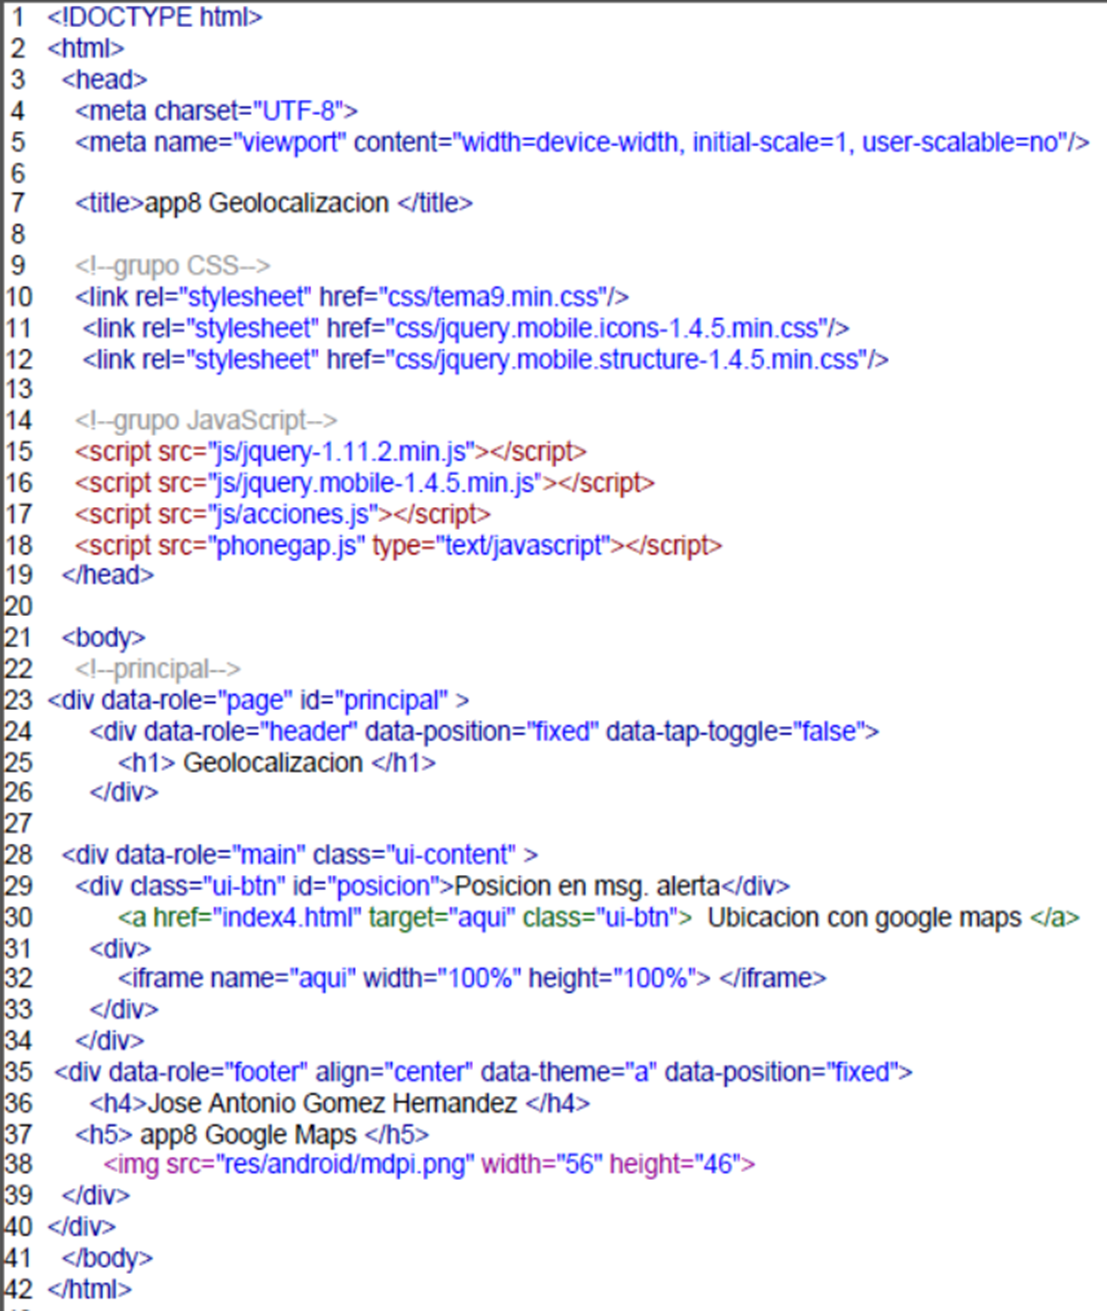 1 <!DOCTYPE html>
2 <html>
3 <head>
4 <meta charset="UTF-8">
5 <meta name="viewport" content="width=device-width, initial-scale=1, user-scalable=no"/>
6
7 <title>app8 Geolocalizacion </title>
8
9 <!--grupo CSS-->
10 <link rel="stylesheet" href="css/tema9.min.css"/>
11 <link rel="stylesheet" href="css/jquery.mobile.icons-1.4.5.min.css"/>
12 <link rel="stylesheet" href="css/jquery.mobile.structure-1.4.5.min.css"/>
13
14 <!--grupo JavaScript-->
15 <script src="js/jquery-1.11.2.min.js"></script>
16 <script src="js/jquery.mobile-1.4.5.min.js"></script>
17 <script src="js/acciones.js"></script>
18 <script src="phonegap.js" type="text/javascript"></script>
19 </head>
20
21 <body>
22 <!--principal-->
23 <div data-role="page" id="principal" >
24 <div data-role="header" data-position="fixed" data-tap-toggle="false">
25 <h1> Geolocalizacion </h1>
26 </div>
27
28 <div data-role="main" class="ui-content" >
29 <div class="ui-btn" id="posicion">Posicion en msg. alerta</div>
30 <a href="index4.html" target="aqui" class="ui-btn"> Ubicacion con google maps </a>
31 <div>
32 <iframe name="aqui" width="100%" height="100%"> </iframe>
33 </div>
34 </div>
35 <div data-role="footer" align="center" data-theme="a" data-position="fixed">
36 <h4>Jose Antonio Gomez Hernandez </h4>
37 <h5> app8 Google Maps </h5>
38 <img src="res/android/mdpi.png" width="56" height="46">
39 </div>
40 </div>
41 </body>
42 </html>